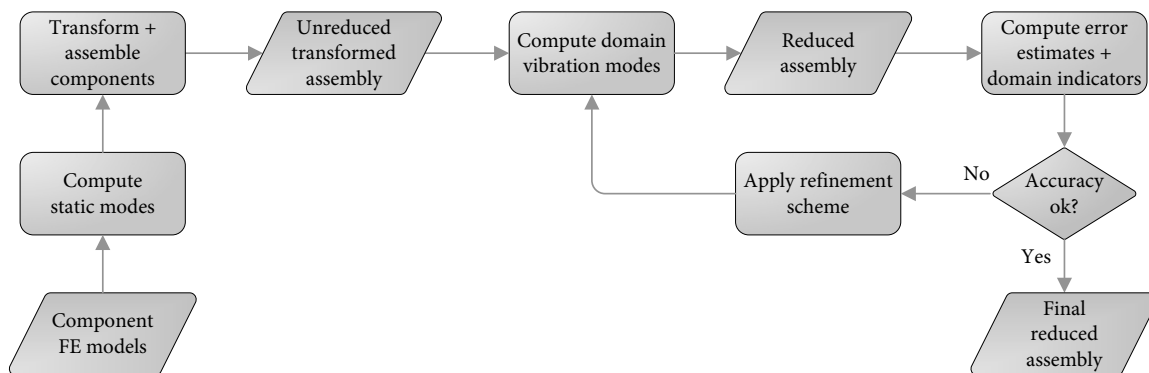 Transform +
assemble
components
Unreduced
transformed
assembly
Compute domain
vibration modes
Reduced
assembly
Compute error
estimates +
domain indicators
Compute
static modes
Apply refinement
scheme
No
Accuracy
ok?
Yes
Component
FE models
Final
reduced
assembly